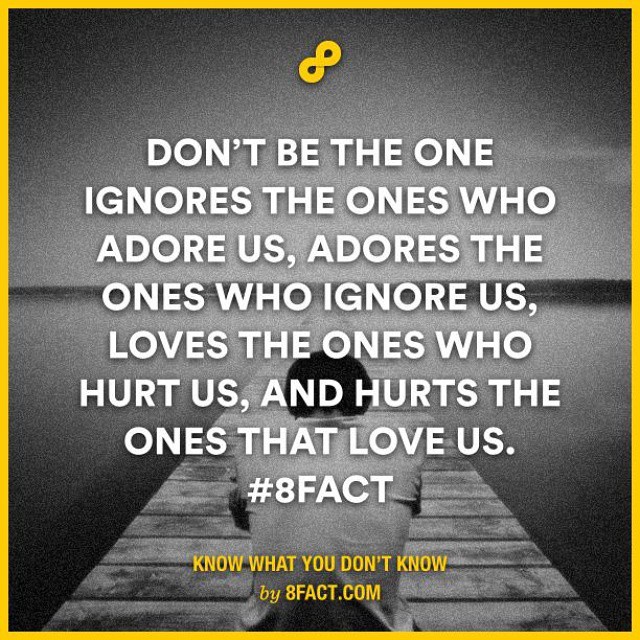 DON'T BE THE ONE
IGNORES THE ONES WHO
ADORE US, ADORES THE
ONES WHO IGNORE US,
LOVES THE ONES WHO
HURT US, AND HURTS THE
ONES THAT LOVE US.
#8FACT
KNOW WHAT YOU DON'T KNOW
by 8FACT.COM